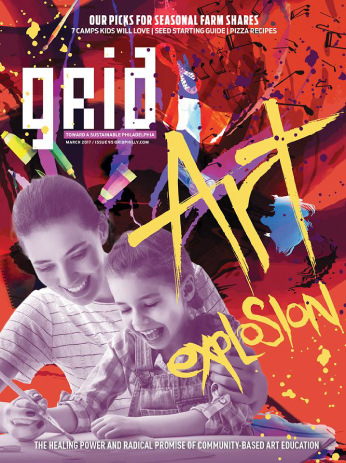 OUR PICKS FOR SEASONAL FARM SHARES
7 CAMPS KIDS WILL LOVE | SEED STARTING GUIDE | PIZZA RECIPES
grid
TOWARD A SUSTAINABLE PHILADELPHIA
MARCH 2017 / ISSUE 95 GRIDPHILLY.COM
Art
explosion
THE HEALING POWER AND RADICAL PROMISE OF COMMUNITY-BASED ART EDUCATION